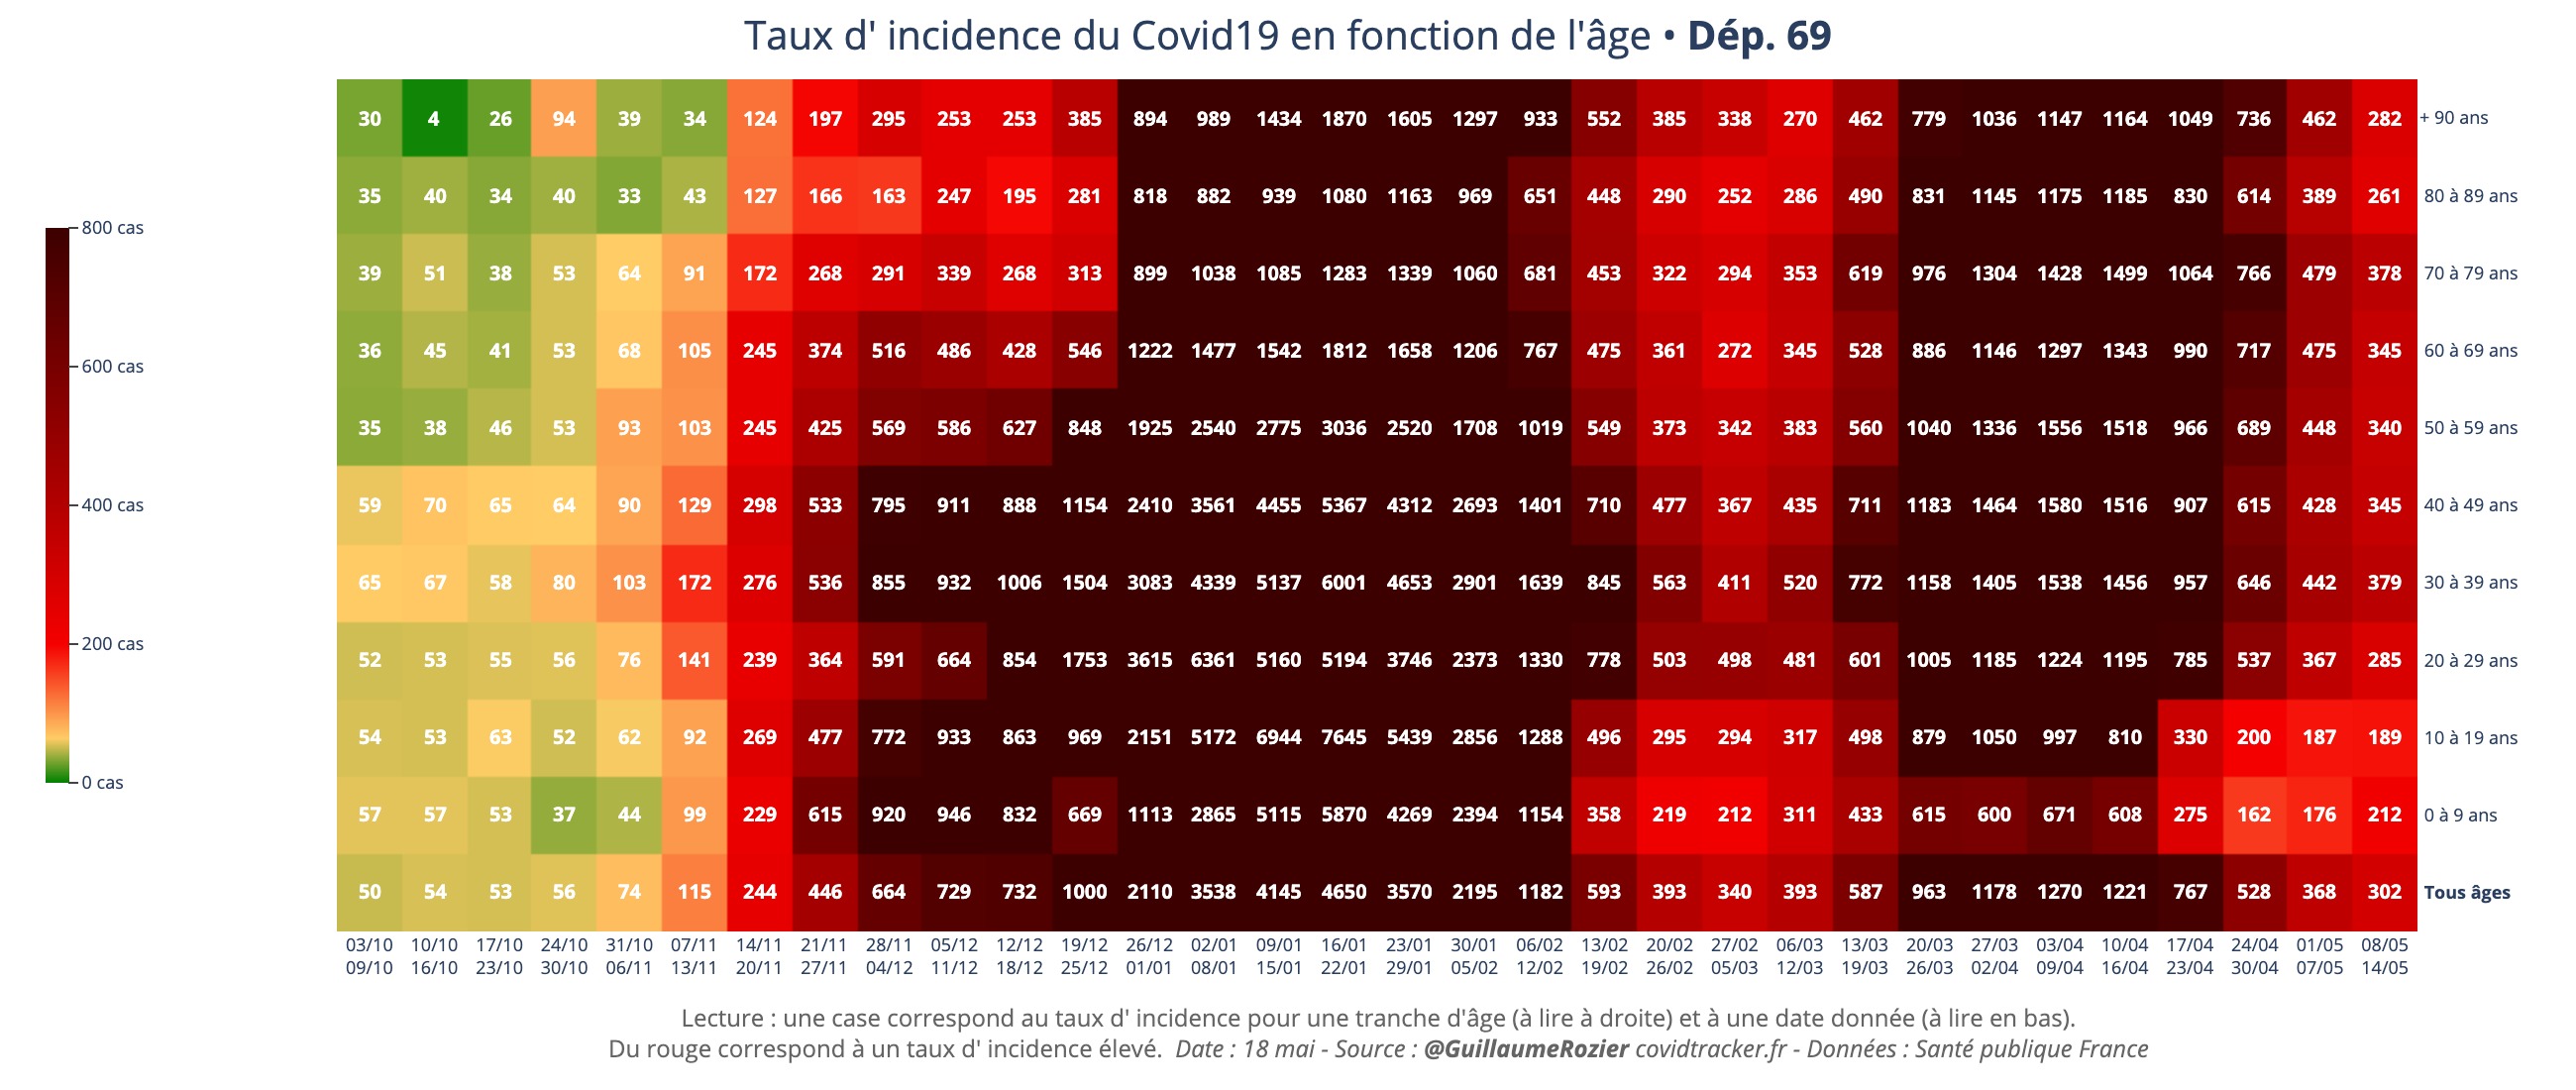 Taux d' incidence du Covid19 en fonction de l'âge • Dép. 69
800 cas
600 cas
400 cas
200 cas
0 cas
30 4 26 94 39 34 124 197 295 253 253 385 894 989 1434 1870 1605 1297 933 552 385 338 270 462 779 1036 1147 1164 1049 736 462 282 + 90 ans
35 40 34 40 33 43 127 166 163 247 195 281 818 882 939 1080 1163 969 651 448 290 252 286 490 831 1145 1175 1185 830 614 389 261 80 à 89 ans
39 51 38 53 64 91 172 268 291 339 268 313 899 1038 1085 1283 1339 1060 681 453 322 294 353 619 976 1304 1428 1499 1064 766 479 378 70 à 79 ans
36 45 41 53 68 105 245 374 516 486 428 546 1222 1477 1542 1812 1658 1206 767 475 361 272 345 528 886 1146 1297 1343 990 717 475 345 60 à 69 ans
35 38 46 53 93 103 245 425 569 586 627 848 1925 2540 2775 3036 2520 1708 1019 549 373 342 383 560 1040 1336 1556 1518 966 689 448 340 50 à 59 ans
59 70 65 64 90 129 298 533 795 911 888 1154 2410 3561 4455 5367 4312 2693 1401 710 477 367 435 711 1183 1464 1580 1516 907 615 428 345 40 à 49 ans
65 67 58 80 103 172 276 536 855 932 1006 1504 3083 4339 5137 6001 4653 2901 1639 845 563 411 520 772 1158 1405 1538 1456 957 646 442 379 30 à 39 ans
52 53 55 56 76 141 239 364 591 664 854 1753 3615 6361 5160 5194 3746 2373 1330 778 503 498 481 601 1005 1185 1224 1195 785 537 367 285 20 à 29 ans
54 53 63 52 62 92 269 477 772 933 863 969 2151 5172 6944 7645 5439 2856 1288 496 295 294 317 498 879 1050 997 810 330 200 187 189 10 à 19 ans
57 57 53 37 44 99 229 615 920 946 832 669 1113 2865 5115 5870 4269 2394 1154 358 219 212 311 433 615 600 671 608 275 162 176 212 0 à 9 ans
50 54 53 56 74 115 244 446 664 729 732 1000 2110 3538 4145 4650 3570 2195 1182 593 393 340 393 587 963 1178 1270 1221 767 528 368 302 Tous âges
03/10 10/10 17/10 24/10 31/10 07/11 14/11 21/11 28/11 05/12 12/12 19/12 26/12 02/01 09/01 16/01 23/01 30/01 06/02 13/02 20/02 27/02 06/03 13/03 20/03 27/03 03/04 10/04 17/04 24/04 01/05 08/05
09/10 16/10 23/10 30/10 06/11 13/11 20/11 27/11 04/12 11/12 18/12 25/12 01/01 08/01 15/01 22/01 29/01 05/02 12/02 19/02 26/02 05/03 12/03 19/03 26/03 02/04 09/04 16/04 23/04 30/04 07/05 14/05
Lecture : une case correspond au taux d' incidence pour une tranche d'âge (à lire à droite) et à une date donnée (à lire en bas).
Du rouge correspond à un taux d' incidence élevé. Date : 18 mai - Source : @GuillaumeRozier covidtracker.fr - Données : Santé publique France